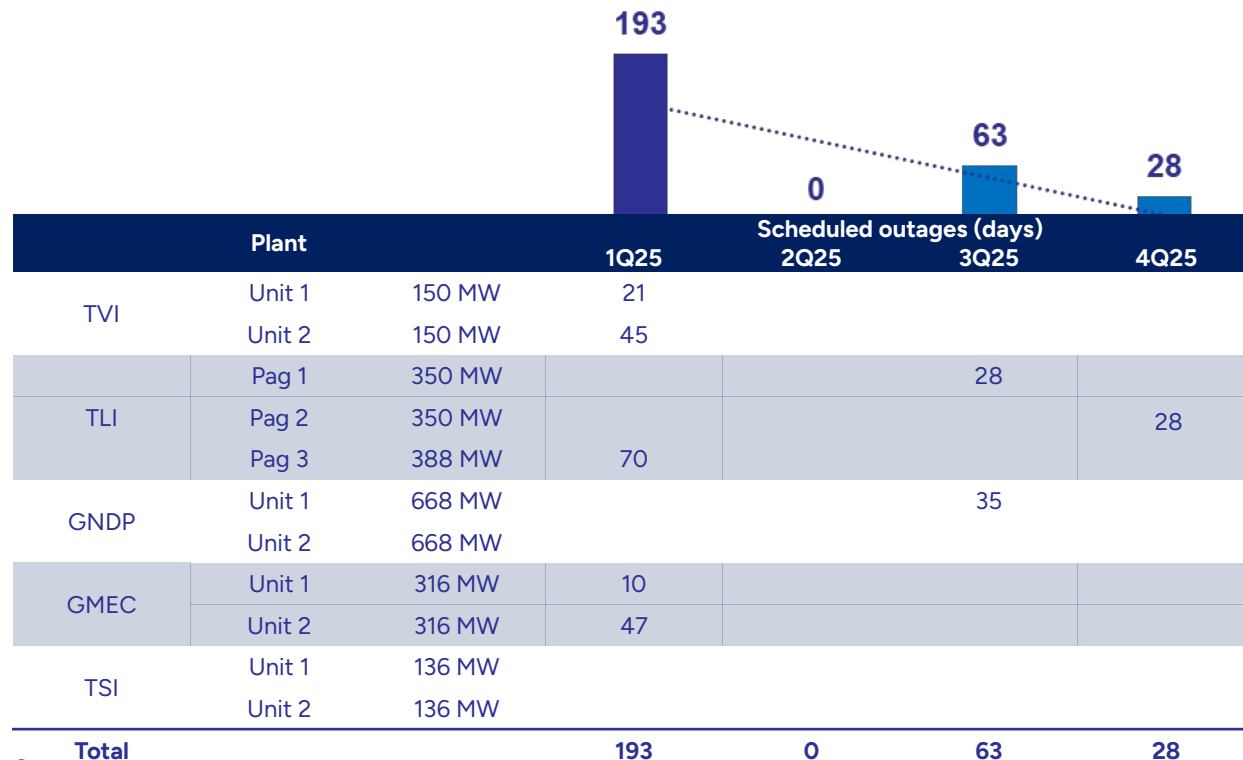 193
63
28
0
Plant
Scheduled outages (days)
1Q25 2Q25 3Q25 4Q25
TVI
Unit 1 150 MW 21
Unit 2 150 MW 45
Pag 1 350 MW 28
TLI Pag 2 350 MW 28
Pag 3 388 MW 70
GNDP
Unit 1 668 MW 35
Unit 2 668 MW
GMEC
Unit 1 316 MW 10
Unit 2 316 MW 47
TSI
Unit 1 136 MW
Unit 2 136 MW
Total 193 0 63 28